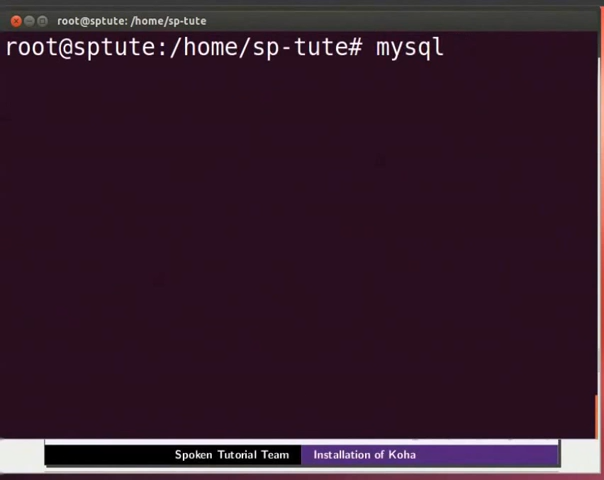 root@sptute: /home/sp-tute
root@sptute:/home/sp-tute# mysql
Spoken Tutorial Team Installation of Koha